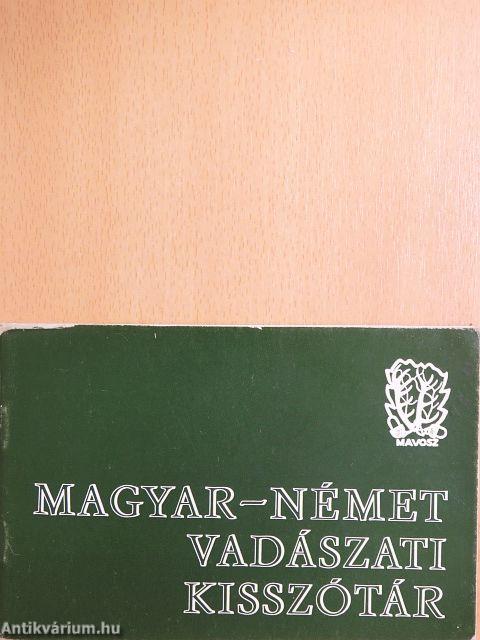 MAVOSZ
MAGYAR–NÉMET
VADÁSZATI
KISSZÓTÁR
Antikvárium.hu